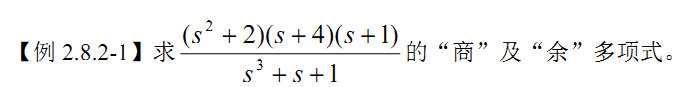 【例 2.8.2-1】求 \frac{(s^2+2)(s+4)(s+1)}{s^3+s+1} 的“商”及“余”多项式。